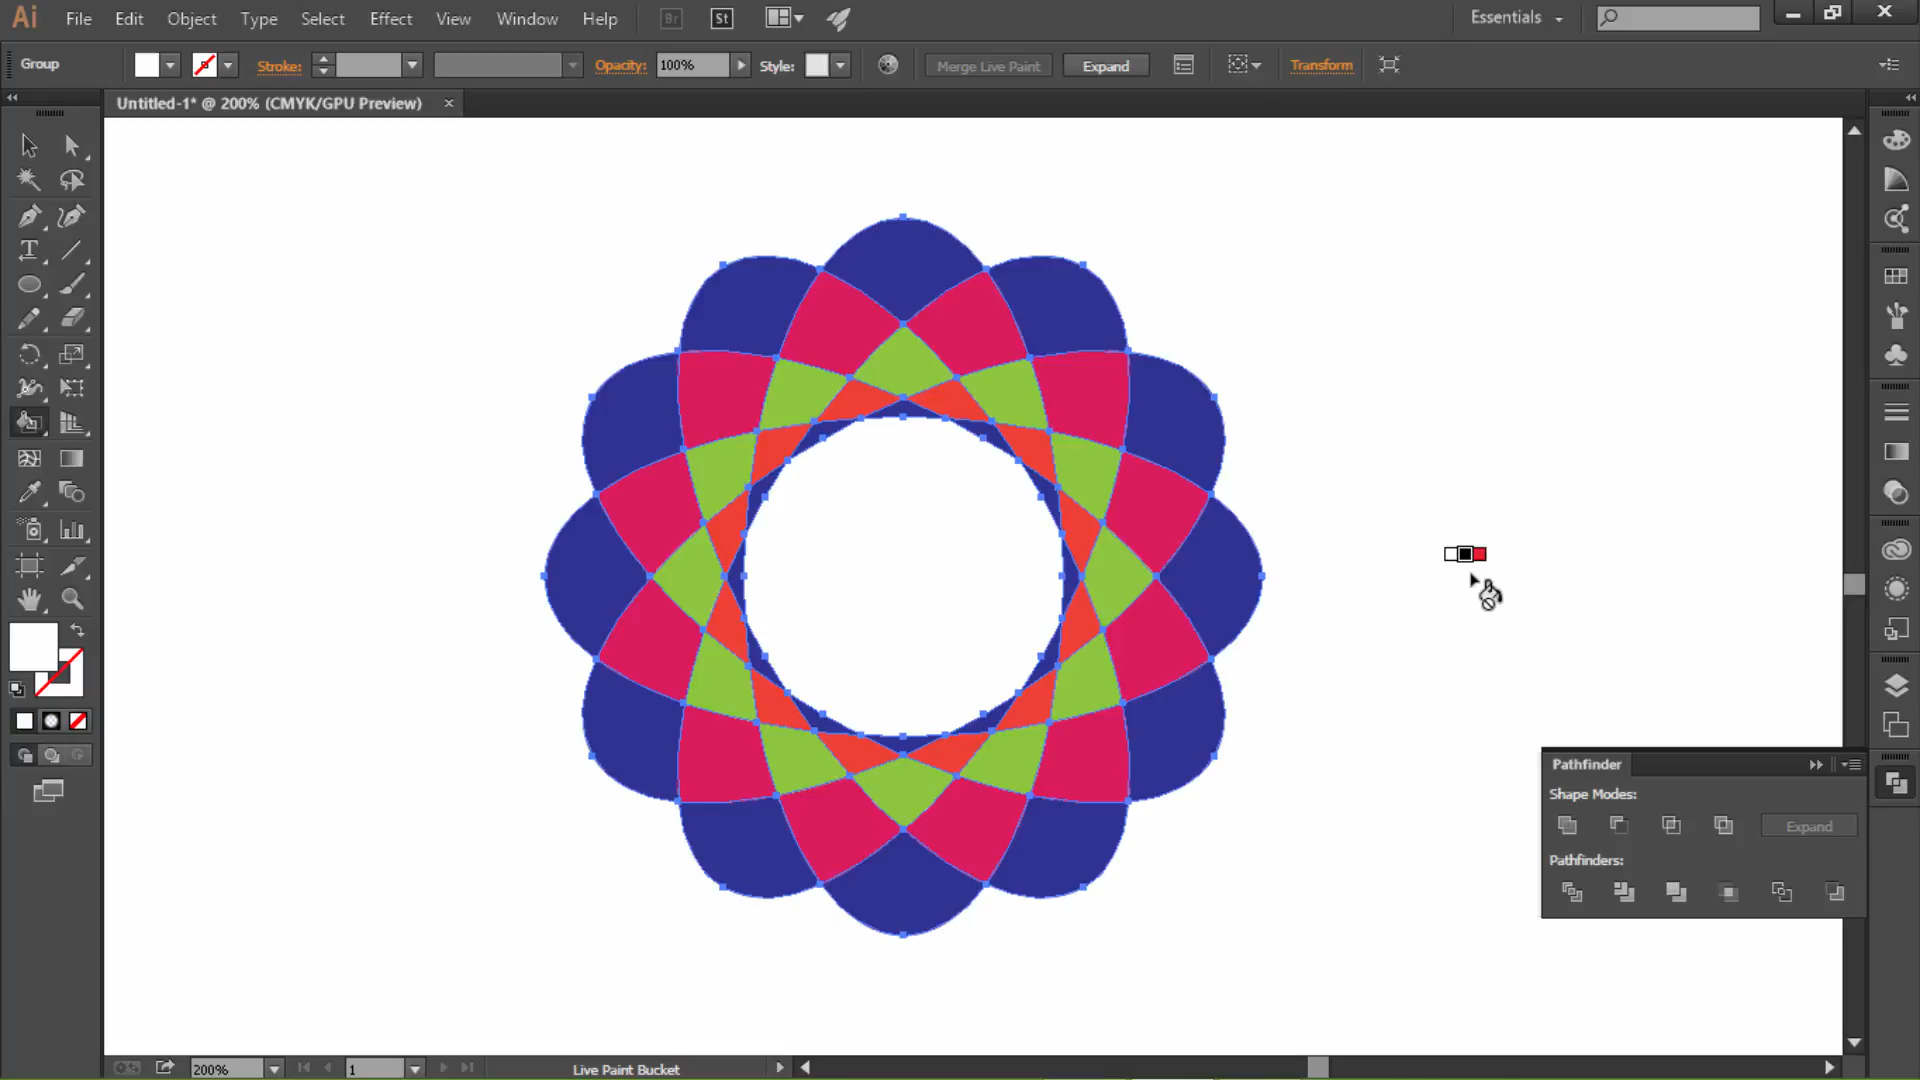 Ai File Edit Object Type Select Effect View Window Help Br St Essentials
Group Stroke: Opacity: 100% Style: Merge Live Paint Expand Transform
Untitled-1* @ 200% (CMYK/GPU Preview) ×
T
Pathfinder
Shape Modes:
Expand
Pathfinders:
200% 1 Live Paint Bucket